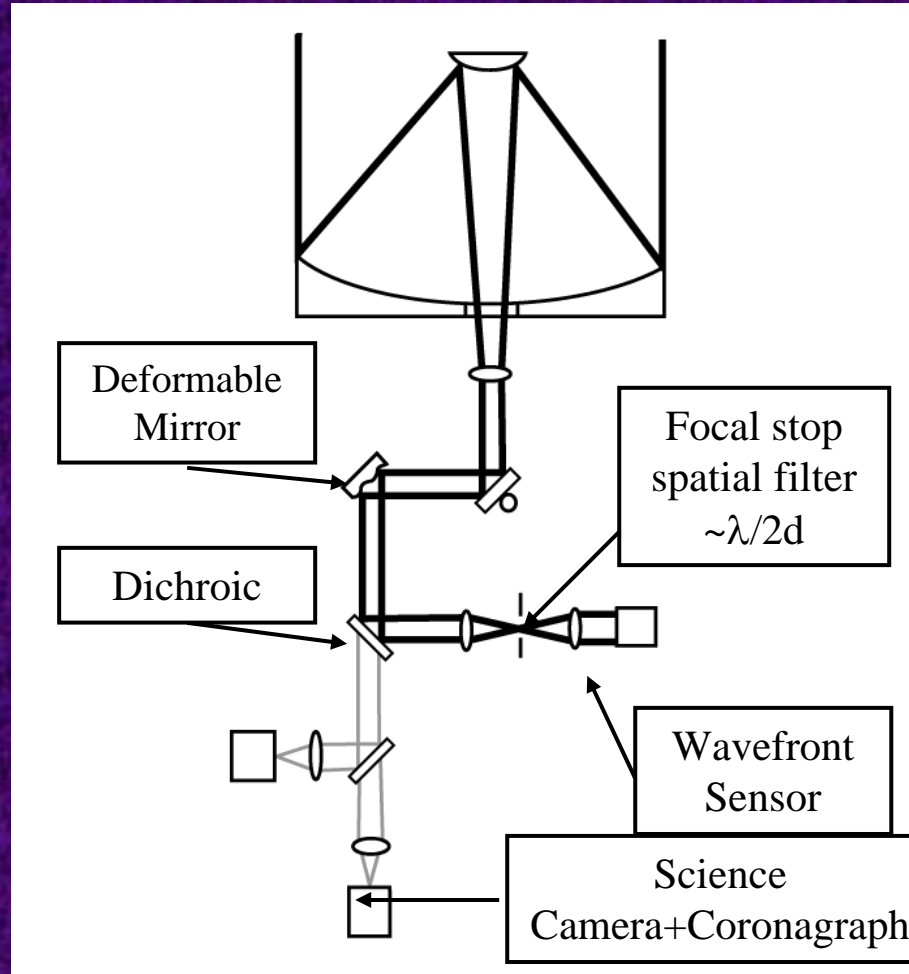 Deformable
Mirror
Focal stop
spatial filter
~λ/2d
Dichroic
Wavefront
Sensor
Science
Camera+Coronagraph